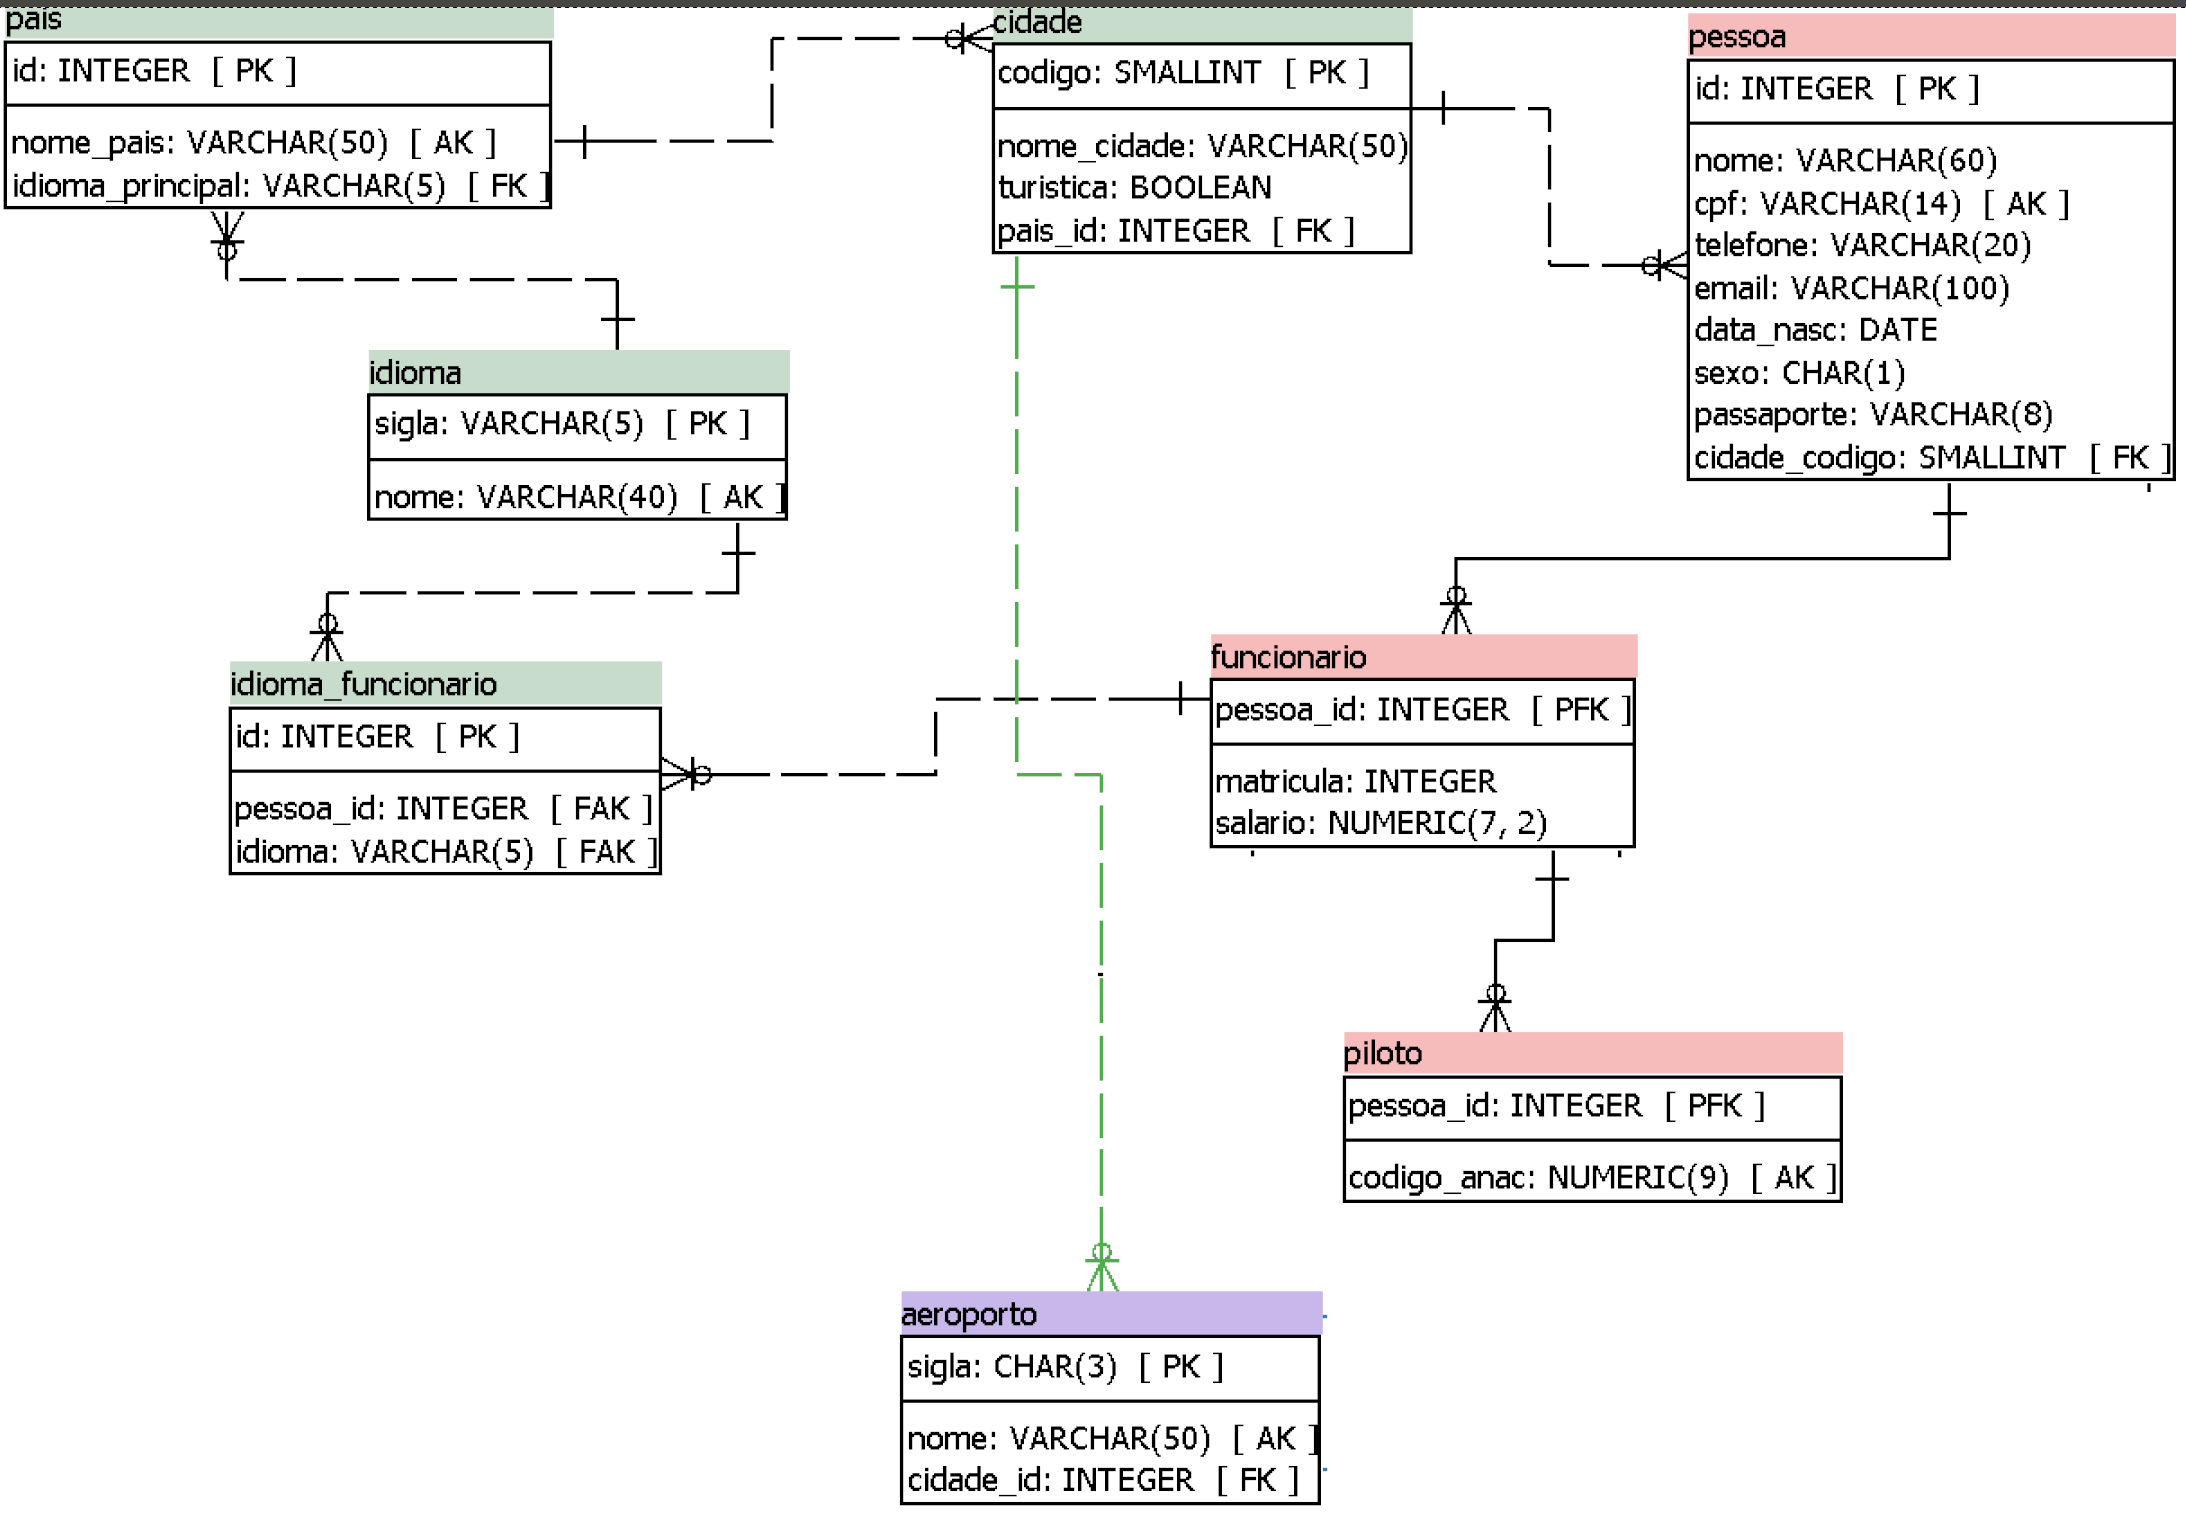 pais
id: INTEGER [ PK ]
nome_pais: VARCHAR(50) [ AK ]
idioma_principal: VARCHAR(5) [ FK ]
cidade
codigo: SMALLINT [ PK ]
nome_cidade: VARCHAR(50)
turistica: BOOLEAN
pais_id: INTEGER [ FK ]
pessoa
id: INTEGER [ PK ]
nome: VARCHAR(60)
cpf: VARCHAR(14) [ AK ]
telefone: VARCHAR(20)
email: VARCHAR(100)
data_nasc: DATE
sexo: CHAR(1)
passaporte: VARCHAR(8)
cidade_codigo: SMALLINT [ FK ]
idioma
sigla: VARCHAR(5) [ PK ]
nome: VARCHAR(40) [ AK ]
idioma_funcionario
id: INTEGER [ PK ]
pessoa_id: INTEGER [ FAK ]
idioma: VARCHAR(5) [ FAK ]
funcionario
pessoa_id: INTEGER [ PFK ]
matricula: INTEGER
salario: NUMERIC(7, 2)
piloto
pessoa_id: INTEGER [ PFK ]
codigo_anac: NUMERIC(9) [ AK ]
aeroporto
sigla: CHAR(3) [ PK ]
nome: VARCHAR(50) [ AK ]
cidade_id: INTEGER [ FK ]